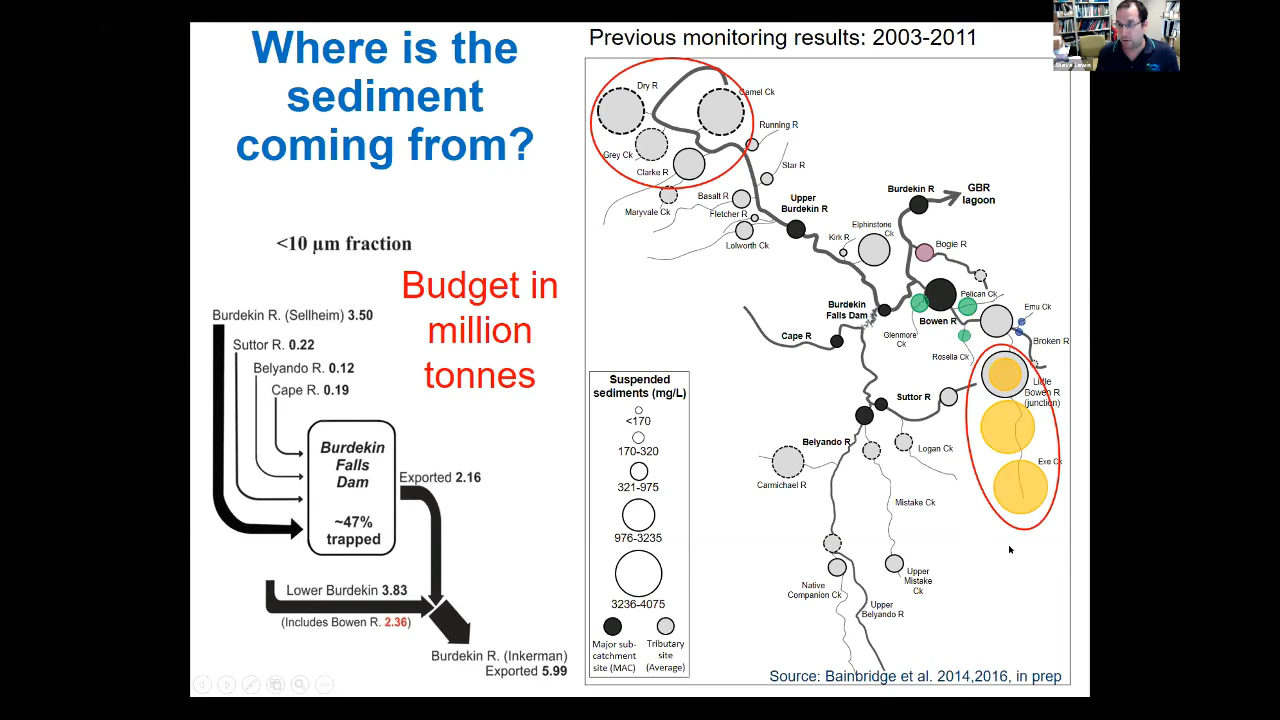 Where is the
sediment
coming from?
Previous monitoring results: 2003-2011
Steve Lewis
<10 µm fraction
Budget in
million
tonnes
Burdekin R. (Sellheim) 3.50
Suttor R. 0.22
Belyando R. 0.12
Cape R. 0.19
Burdekin
Falls
Dam
~47%
trapped
Exported 2.16
Lower Burdekin 3.83
(Includes Bowen R. 2.36)
Burdekin R. (Inkerman)
Exported 5.99
Dry R
Camel Ck
Grey Ck
Clarke R
Running R
Star R
Maryvale Ck
Basalt R
Fletcher R
Lolworth Ck
Upper
Burdekin R
Kirk R
Elphinstone
Ck
Burdekin R
GBR
lagoon
Bogie R
Pelican Ck
Burdekin
Falls Dam
Bowen R
Glenmore
Ck
Emu Ck
Broken R
Rosella Ck
Cape R
Little
Bowen R
(junction)
Suttor R
Exe Ck
Belyando R
Logan Ck
Carmichael R
Mistake Ck
Native
Companion Ck
Upper
Mistake
Ck
Upper
Belyando R
Suspended
sediments (mg/L)
<170
170-320
321-975
976-3235
3236-4075
Major sub-
catchment
site (MAC)
Tributary
site
(Average)
Source: Bainbridge et al. 2014,2016, in prep